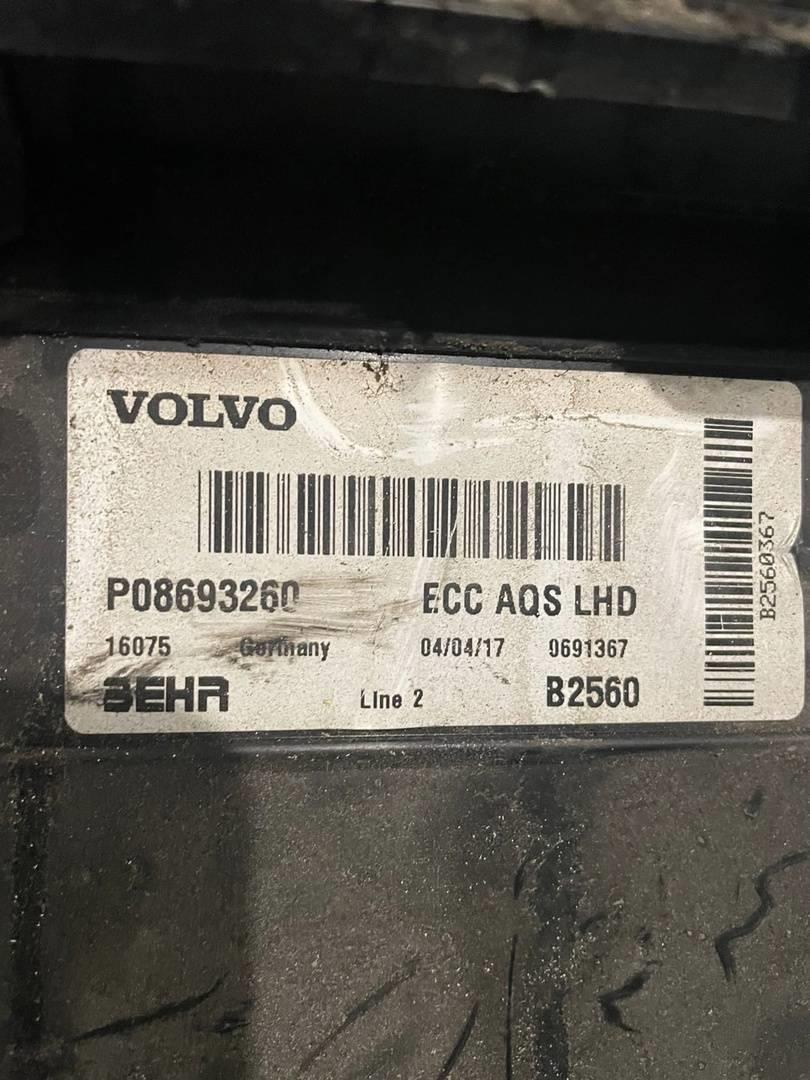 VOLVO
P08693260 ECC AQS LHD
16075 Germany 04/04/17 0691367
BEHR Line 2 B2560
B2560367